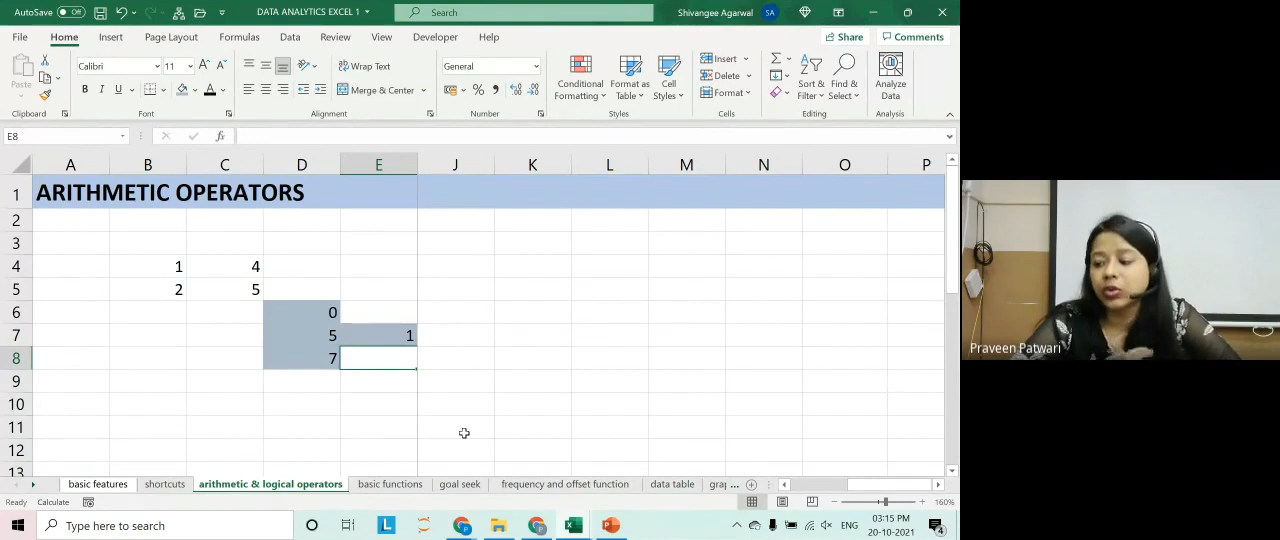 AutoSave Off DATA ANALYTICS EXCEL 1 Search Shivangee Agarwal SA
File Home Insert Page Layout Formulas Data Review View Developer Help Share Comments
Paste Calibri 11 A A Wrap Text General Conditional Formatting Format as Table Cell Styles Insert Delete Format Sort & Filter Find & Select Analyze Data
B I U A Merge & Center % 9
Clipboard Font Alignment Number Styles Cells Editing Analysis
E8 fx
A B C D E J K L M N O P
1 ARITHMETIC OPERATORS
2
3
4 1 4
5 2 5
6 0
7 5 1
8 7
9
10
11
12
13
Praveen Patwari
basic features shortcuts arithmetic & logical operators basic functions goal seek frequency and offset function data table grap ...
Ready Calculate 160%
Type here to search L P P ENG 03:15 PM
20-10-2021 4